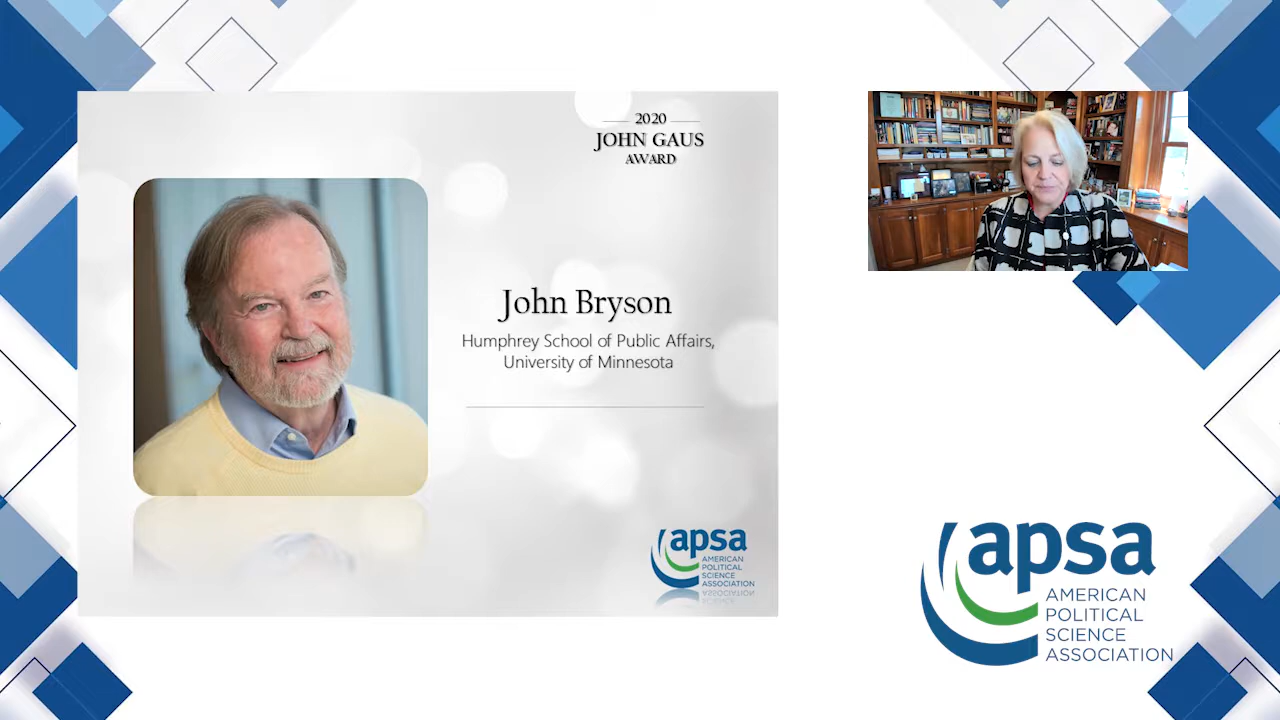 2020
JOHN GAUS
AWARD
John Bryson
Humphrey School of Public Affairs,
University of Minnesota
apsa
AMERICAN
POLITICAL
SCIENCE
ASSOCIATION
apsa
AMERICAN
POLITICAL
SCIENCE
ASSOCIATION